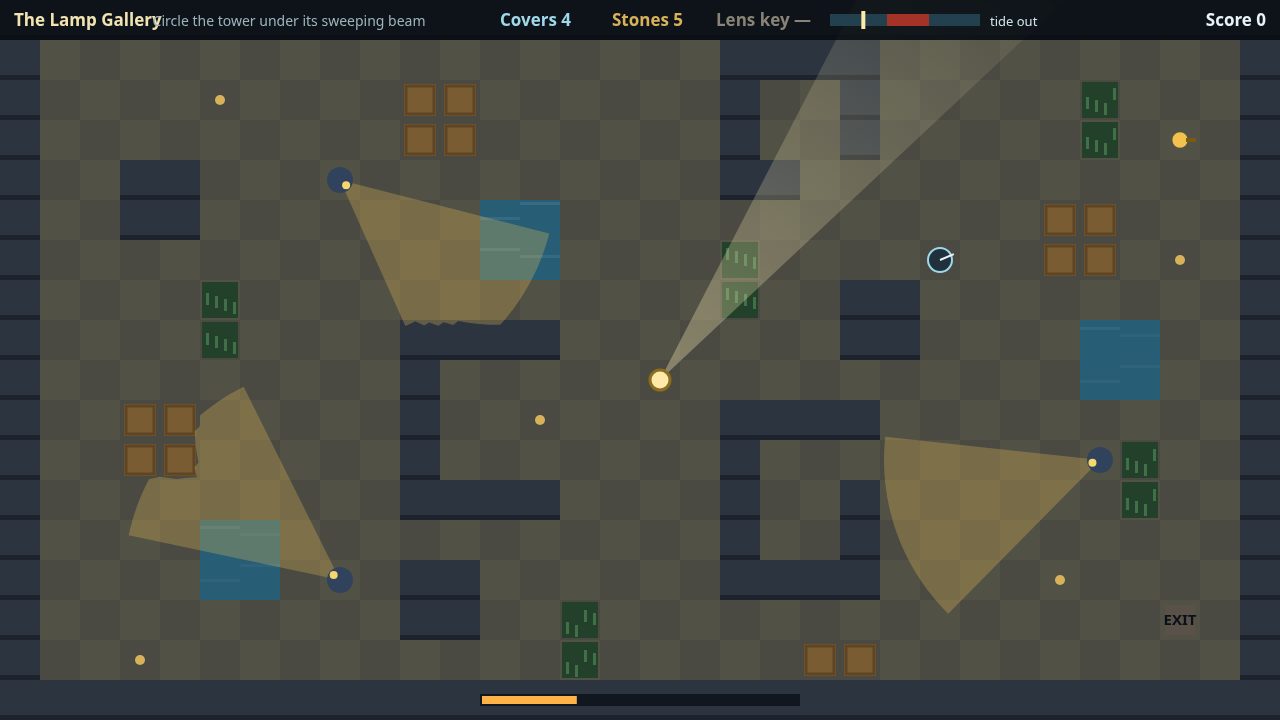 The Lamp Gallery
Circle the tower under its sweeping beam
Covers 4
Stones 5
Lens key —
tide out
Score 0
EXIT